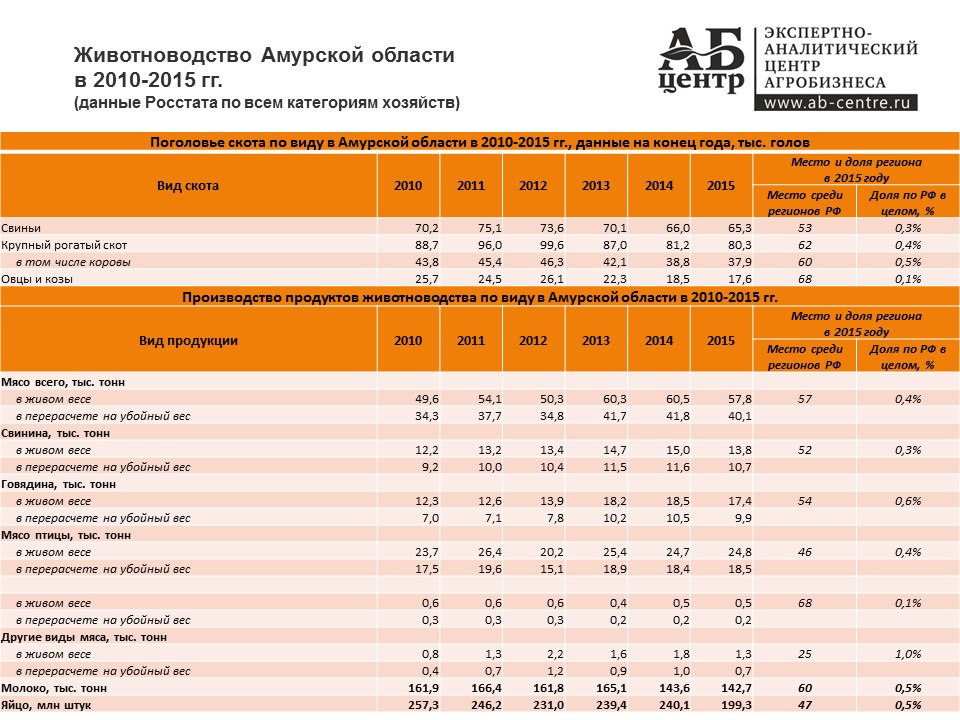 Животноводство Амурской области
в 2010-2015 гг.
(данные Росстата по всем категориям хозяйств)
АБ
центр
ЭКСПЕРТНО-
АНАЛИТИЧЕСКИЙ
ЦЕНТР
АГРОБИЗНЕСА
www.ab-centre.ru
Поголовье скота по виду в Амурской области в 2010-2015 гг., данные на конец года, тыс. голов
Вид скота 2010 2011 2012 2013 2014 2015
Место и доля региона
в 2015 году
Место среди
регионов РФ
Доля по РФ в
целом, %
Свиньи 70,2 75,1 73,6 70,1 66,0 65,3 53 0,3%
Крупный рогатый скот 88,7 96,0 99,6 87,0 81,2 80,3 62 0,4%
в том числе коровы 43,8 45,4 46,3 42,1 38,8 37,9 60 0,5%
Овцы и козы 25,7 24,5 26,1 22,3 18,5 17,6 68 0,1%
Производство продуктов животноводства по виду в Амурской области в 2010-2015 гг.
Вид продукции 2010 2011 2012 2013 2014 2015
Место и доля региона
в 2015 году
Место среди
регионов РФ
Доля по РФ в
целом, %
Мясо всего, тыс. тонн
в живом весе 49,6 54,1 50,3 60,3 60,5 57,8 57 0,4%
в перерасчете на убойный вес 34,3 37,7 34,8 41,7 41,8 40,1
Свинина, тыс. тонн
в живом весе 12,2 13,2 13,4 14,7 15,0 13,8 52 0,3%
в перерасчете на убойный вес 9,2 10,0 10,4 11,5 11,6 10,7
Говядина, тыс. тонн
в живом весе 12,3 12,6 13,9 18,2 18,5 17,4 54 0,6%
в перерасчете на убойный вес 7,0 7,1 7,8 10,2 10,5 9,9
Мясо птицы, тыс. тонн
в живом весе 23,7 26,4 20,2 25,4 24,7 24,8 46 0,4%
в перерасчете на убойный вес 17,5 19,6 15,1 18,9 18,4 18,5
в живом весе 0,6 0,6 0,6 0,4 0,5 0,5 68 0,1%
в перерасчете на убойный вес 0,3 0,3 0,3 0,2 0,2 0,2
Другие виды мяса, тыс. тонн
в живом весе 0,8 1,3 2,2 1,6 1,8 1,3 25 1,0%
в перерасчете на убойный вес 0,4 0,7 1,2 0,9 1,0 0,7
Молоко, тыс. тонн 161,9 166,4 161,8 165,1 143,6 142,7 60 0,5%
Яйцо, млн штук 257,3 246,2 231,0 239,4 240,1 199,3 47 0,5%